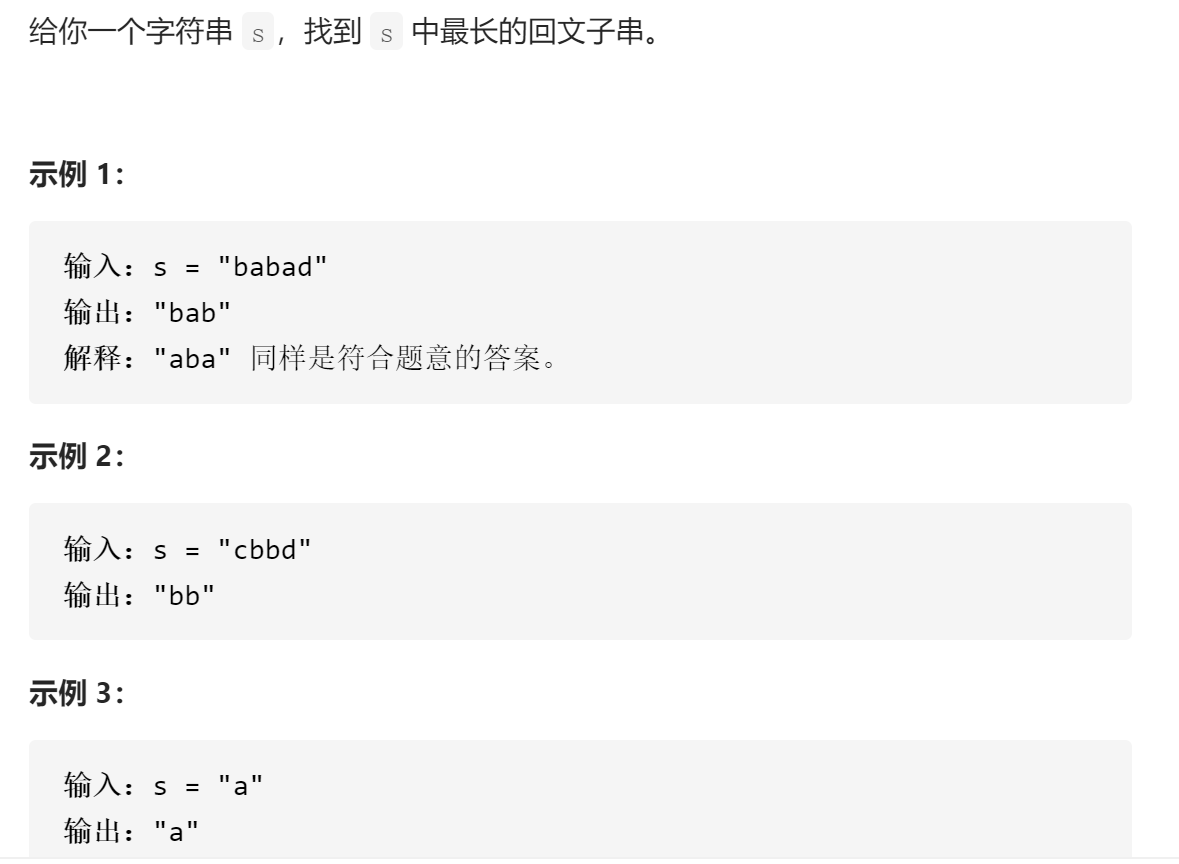 给你一个字符串 s，找到 s 中最长的回文子串。
示例 1：
输入：s = "babad"
输出："bab"
解释："aba" 同样是符合题意的答案。
示例 2：
输入：s = "cbbd"
输出："bb"
示例 3：
输入：s = "a"
输出："a"